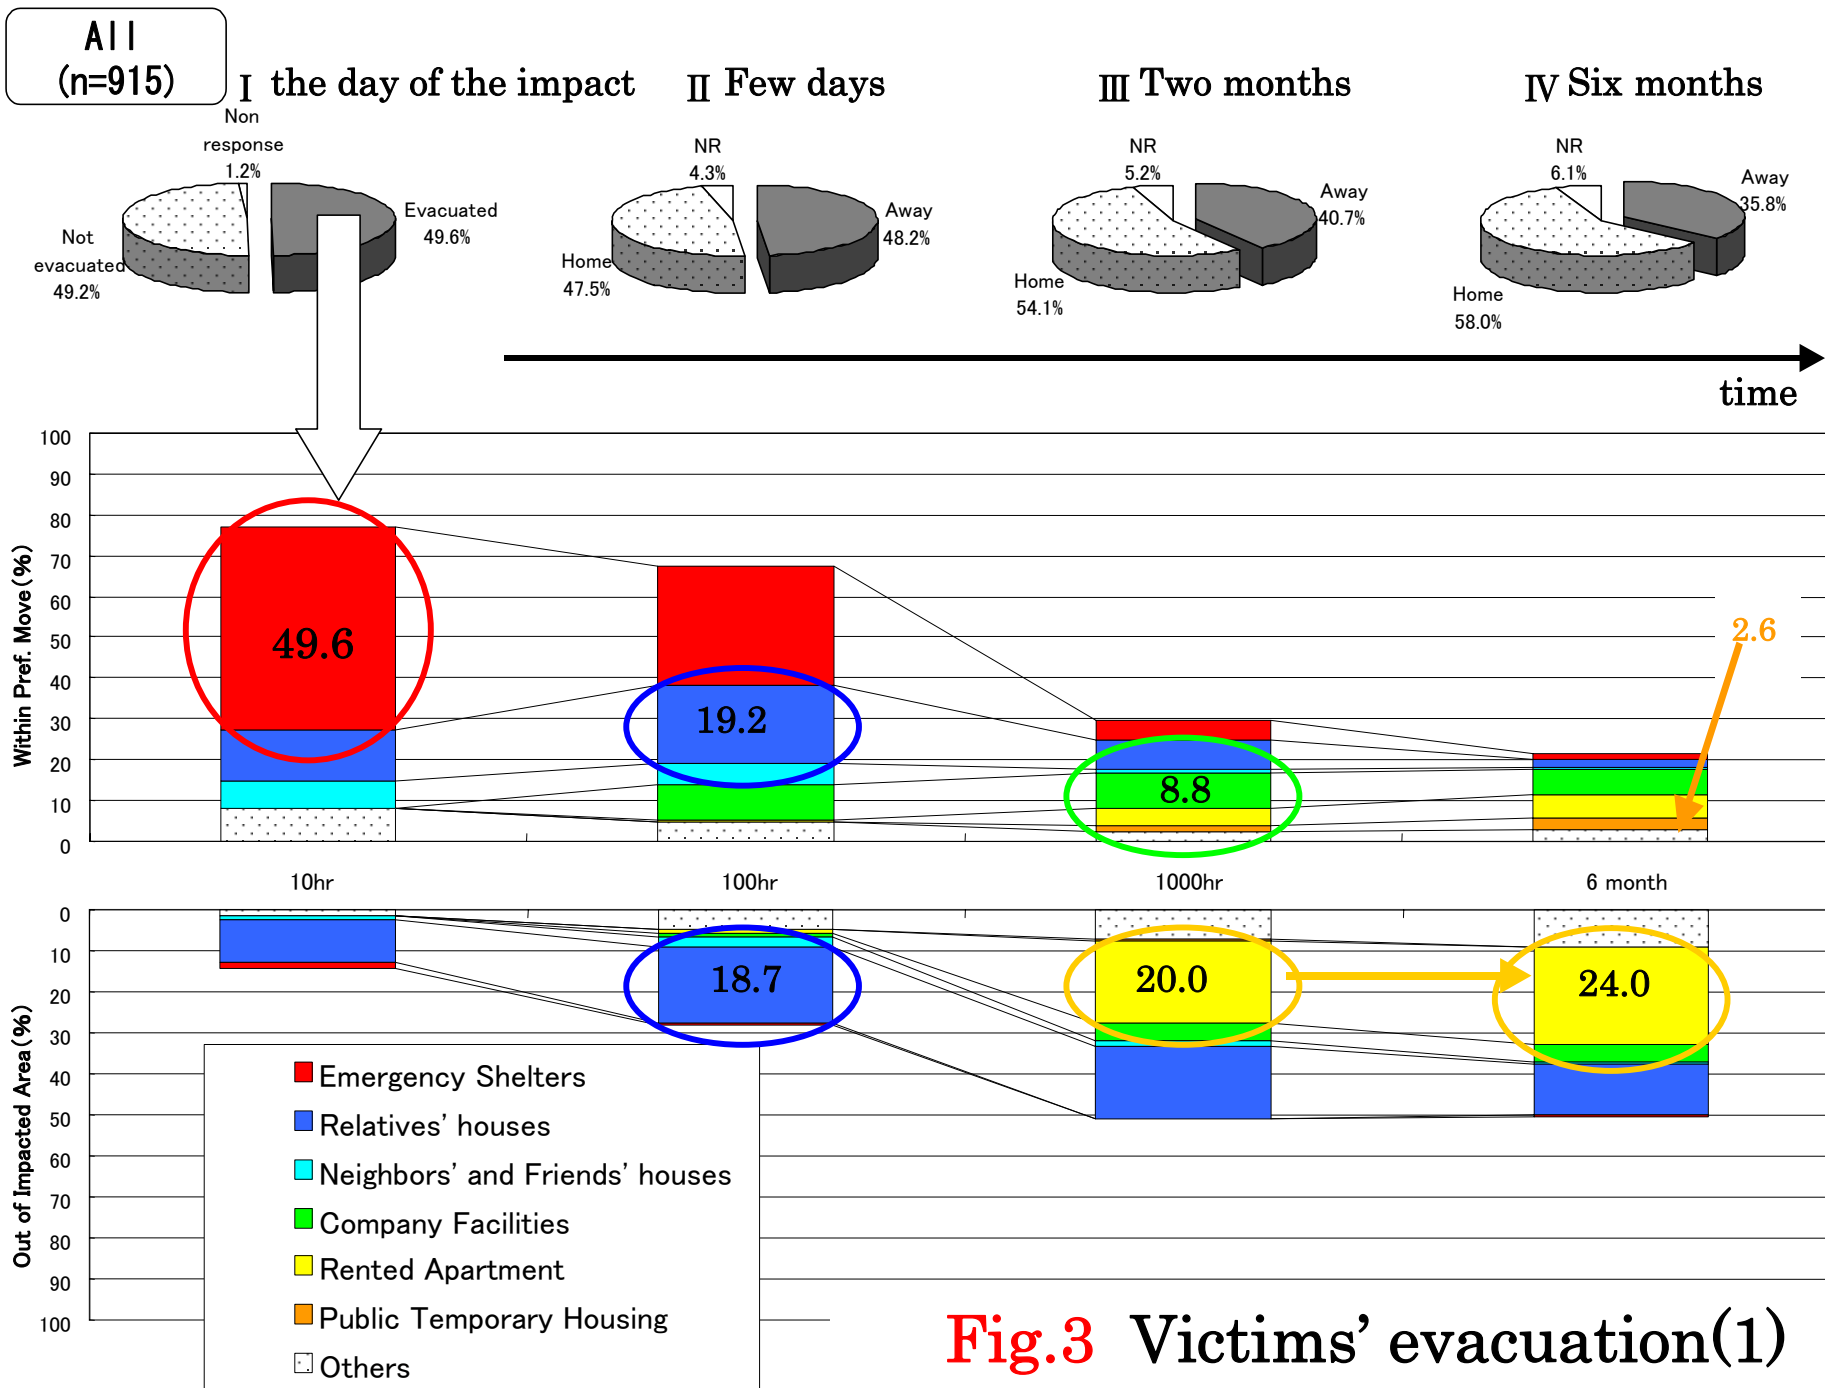 All
(n=915)
Ⅰ the day of the impact
Ⅱ Few days
Ⅲ Two months
Ⅳ Six months
Non
response
1.2%
Evacuated
49.6%
Not
evacuated
49.2%
NR
4.3%
Away
48.2%
Home
47.5%
NR
5.2%
Away
40.7%
Home
54.1%
NR
6.1%
Away
35.8%
Home
58.0%
time
Within Pref. Move(%)
100
90
80
70
60
50
40
30
20
10
0
49.6
19.2
8.8
2.6
10hr
100hr
1000hr
6 month
Out of Impacted Area(%)
0
10
20
30
40
50
60
70
80
90
100
18.7
20.0
24.0
Emergency Shelters
Relatives' houses
Neighbors' and Friends' houses
Company Facilities
Rented Apartment
Public Temporary Housing
Others
Fig.3 Victims' evacuation(1)